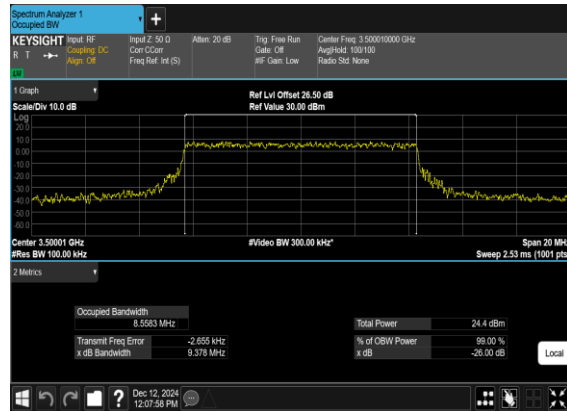 Spectrum Analyzer 1
Occupied BW
+
KEYSIGHT Input: RF Input Z: 50 Ω Atten: 20 dB Trig: Free Run Center Freq: 3.500010000 GHz
R T Coupling: DC Corr CCorr Gate: Off Avg|Hold: 100/100
Align: Off Freq Ref: Int (S) #IF Gain: Low Radio Std: None
1 Graph Ref Lvl Offset 26.50 dB
Scale/Div 10.0 dB Ref Value 30.00 dBm
Log
20.0
10.0
0.00
-10.0
-20.0
-30.0
-40.0
-50.0
-60.0
Center 3.50001 GHz #Video BW 300.00 kHz* Span 20 MHz
#Res BW 100.00 kHz Sweep 2.53 ms (1001 pts)
2 Metrics
Occupied Bandwidth
8.5583 MHz Total Power 24.4 dBm
Transmit Freq Error -2.655 kHz % of OBW Power 99.00 %
x dB Bandwidth 9.378 MHz x dB -26.00 dB
Local
Dec 12, 2024
12:07:58 PM